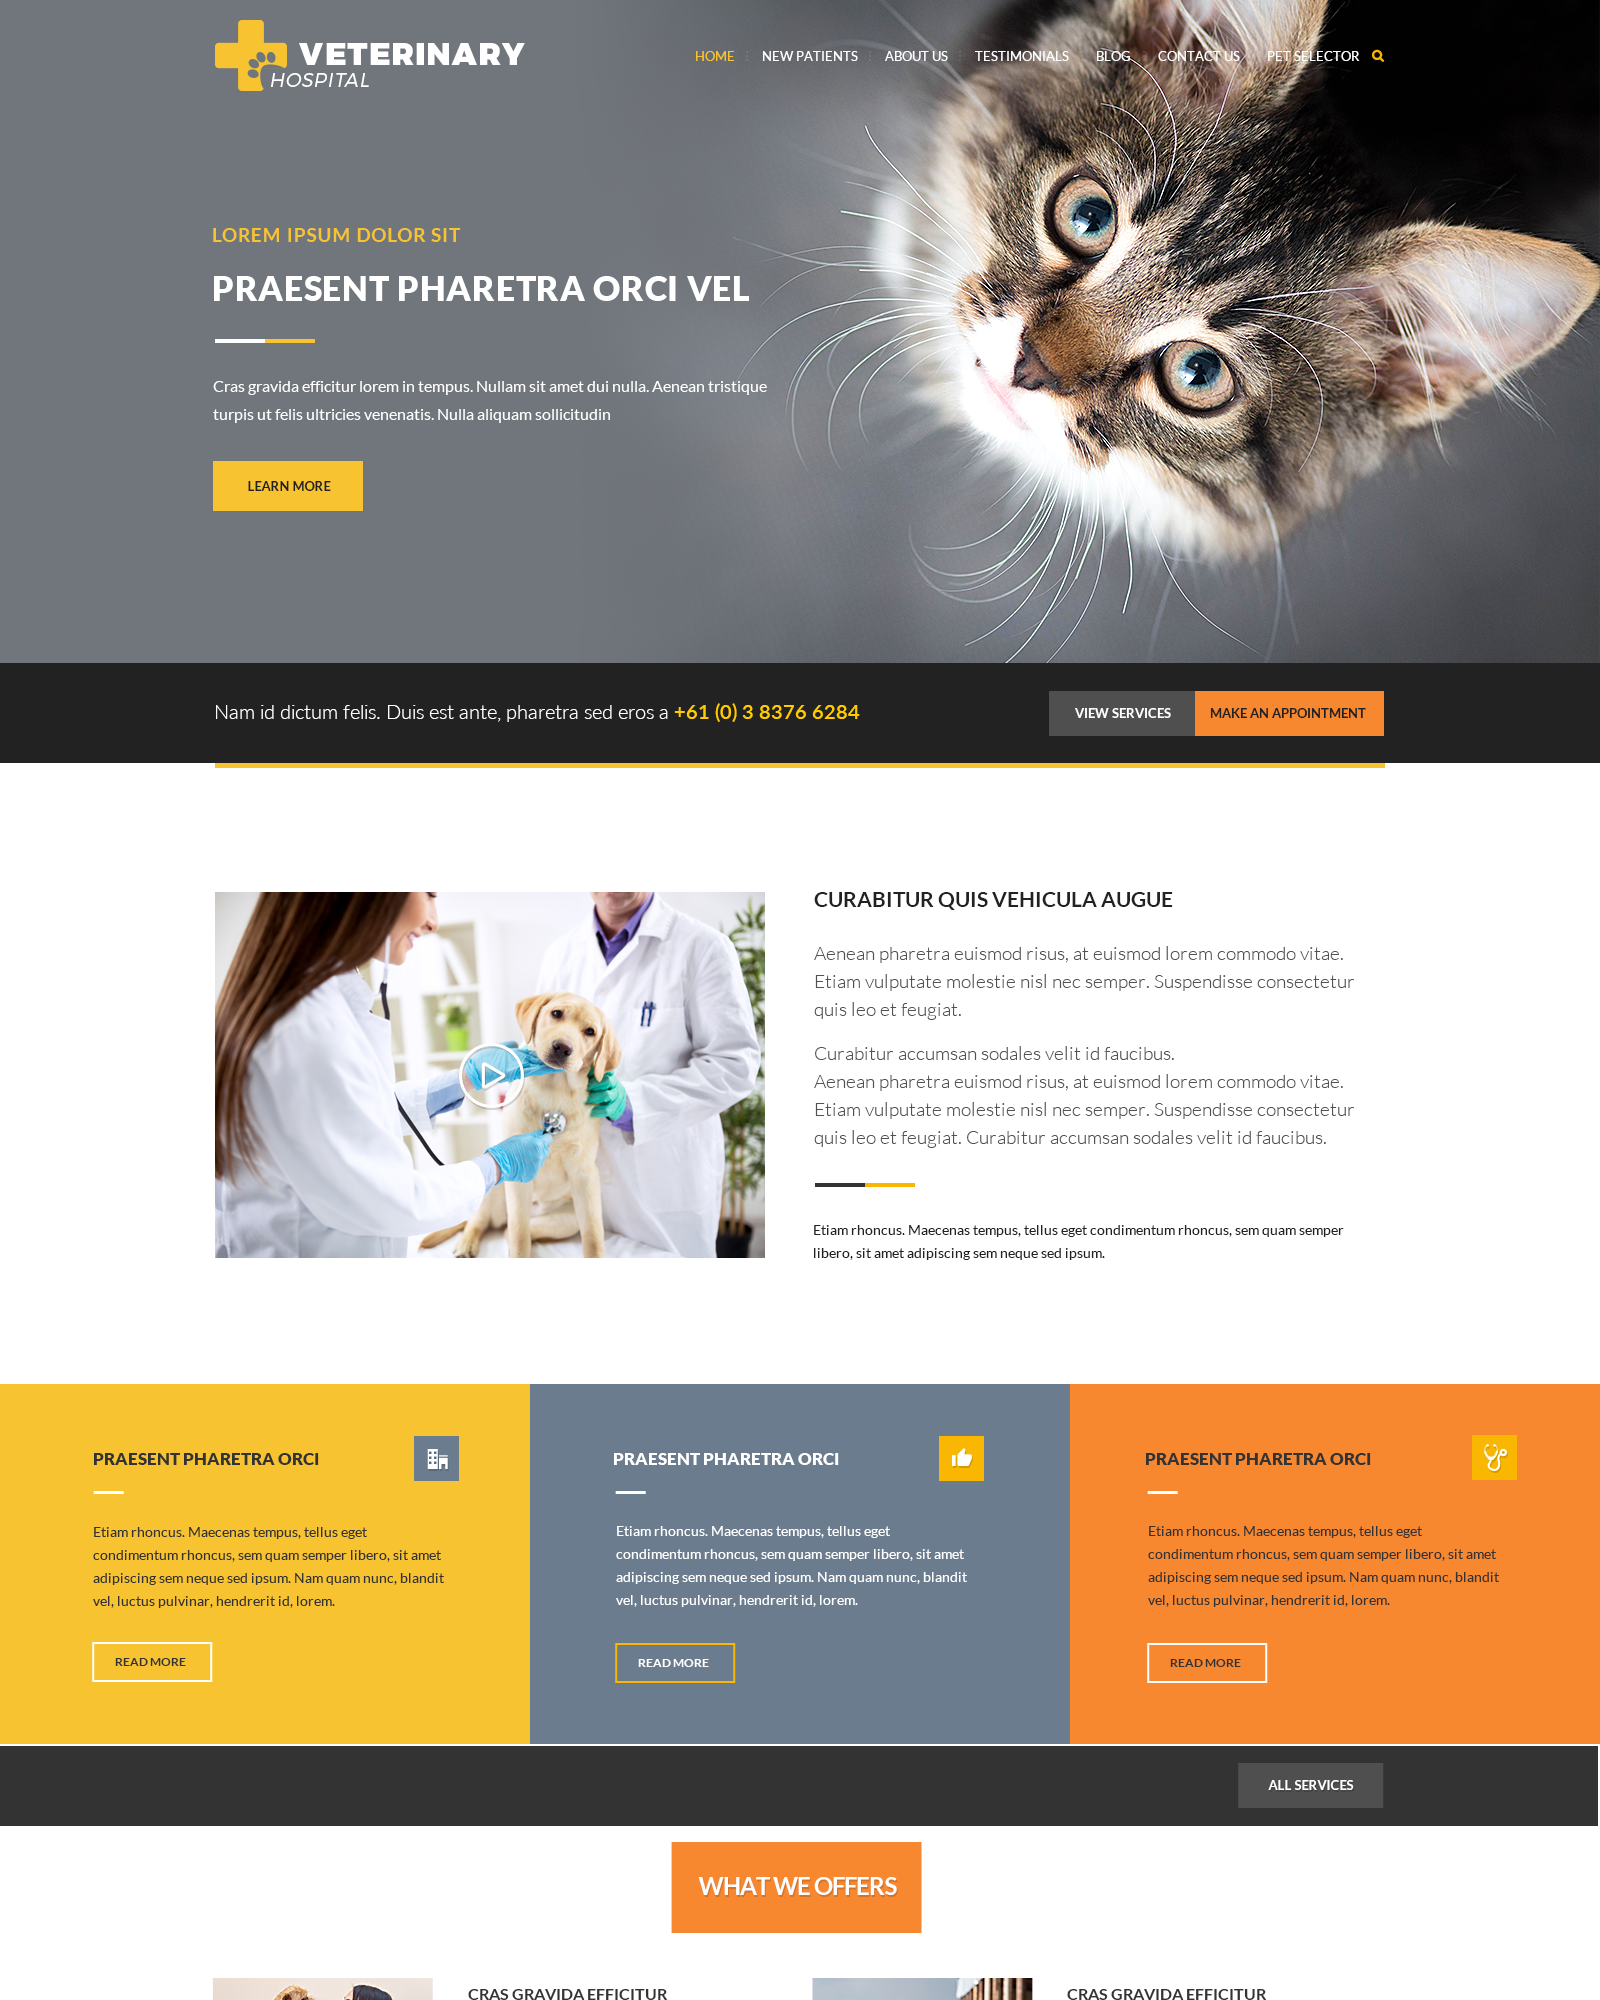 VETERINARY
HOSPITAL
HOME
NEW PATIENTS
ABOUT US
TESTIMONIALS
BLOG
CONTACT US
PET SELECTOR
LOREM IPSUM DOLOR SIT
PRAESENT PHARETRA ORCI VEL
Cras gravida efficitur lorem in tempus. Nullam sit amet dui nulla. Aenean tristique
turpis ut felis ultricies venenatis. Nulla aliquam sollicitudin
LEARN MORE
Nam id dictum felis. Duis est ante, pharetra sed eros a +61 (0) 3 8376 6284
VIEW SERVICES
MAKE AN APPOINTMENT
CURABITUR QUIS VEHICULA AUGUE
Aenean pharetra euismod risus, at euismod lorem commodo vitae.
Etiam vulputate molestie nisl nec semper. Suspendisse consectetur
quis leo et feugiat.
Curabitur accumsan sodales velit id faucibus.
Aenean pharetra euismod risus, at euismod lorem commodo vitae.
Etiam vulputate molestie nisl nec semper. Suspendisse consectetur
quis leo et feugiat. Curabitur accumsan sodales velit id faucibus.
Etiam rhoncus. Maecenas tempus, tellus eget condimentum rhoncus, sem quam semper
libero, sit amet adipiscing sem neque sed ipsum.
PRAESENT PHARETRA ORCI
Etiam rhoncus. Maecenas tempus, tellus eget
condimentum rhoncus, sem quam semper libero, sit amet
adipiscing sem neque sed ipsum. Nam quam nunc, blandit
vel, luctus pulvinar, hendrerit id, lorem.
READ MORE
PRAESENT PHARETRA ORCI
Etiam rhoncus. Maecenas tempus, tellus eget
condimentum rhoncus, sem quam semper libero, sit amet
adipiscing sem neque sed ipsum. Nam quam nunc, blandit
vel, luctus pulvinar, hendrerit id, lorem.
READ MORE
PRAESENT PHARETRA ORCI
Etiam rhoncus. Maecenas tempus, tellus eget
condimentum rhoncus, sem quam semper libero, sit amet
adipiscing sem neque sed ipsum. Nam quam nunc, blandit
vel, luctus pulvinar, hendrerit id, lorem.
READ MORE
ALL SERVICES
WHAT WE OFFERS
CRAS GRAVIDA EFFICITUR
CRAS GRAVIDA EFFICITUR